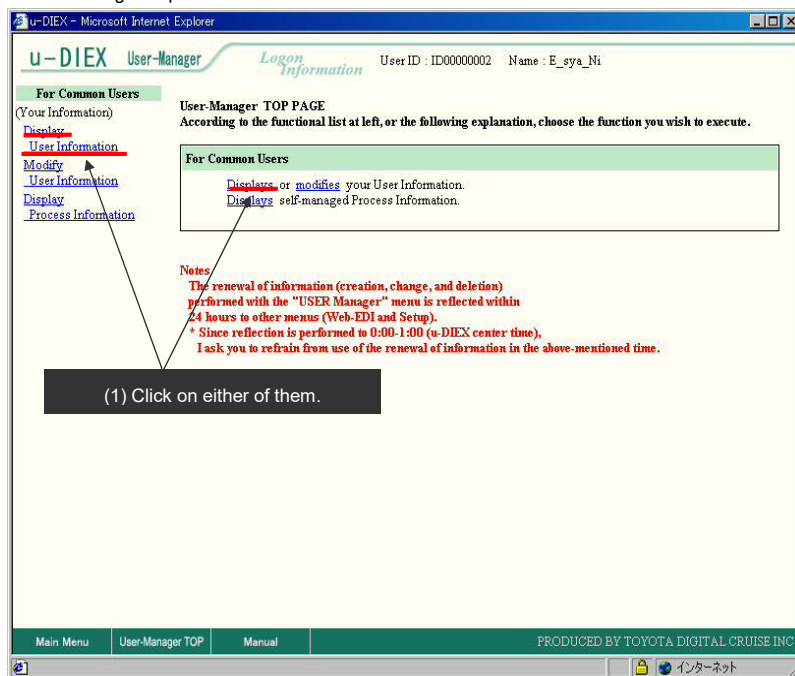 u-DIEX - Microsoft Internet Explorer
u-DIEX User-Manager Logon Information User ID : ID00000002 Name : E_sya_Ni
For Common Users
(Your Information)
Display
User Information
Modify
User Information
Display
Process Information
User-Manager TOP PAGE
According to the functional list at left, or the following explanation, choose the function you wish to execute.
For Common Users
Displays or modifies your User Information.
Displays self-managed Process Information.
Notes
The renewal of information (creation, change, and deletion)
performed with the "USER Manager" menu is reflected within
24 hours to other menus (Web-EDI and Setup).
* Since reflection is performed to 0:00-1:00 (u-DIEX center time),
I ask you to refrain from use of the renewal of information in the above-mentioned time.
(1) Click on either of them.
Main Menu User-Manager TOP Manual PRODUCED BY TOYOTA DIGITAL CRUISE INC
インターネット